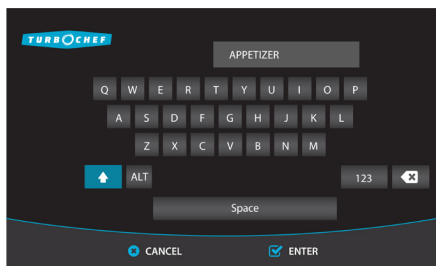 TURBOCHEF
APPETIZER
Q W E R T Y U I O P
A S D F G H J K L
Z X C V B N M
ALT 123
Space
CANCEL ENTER